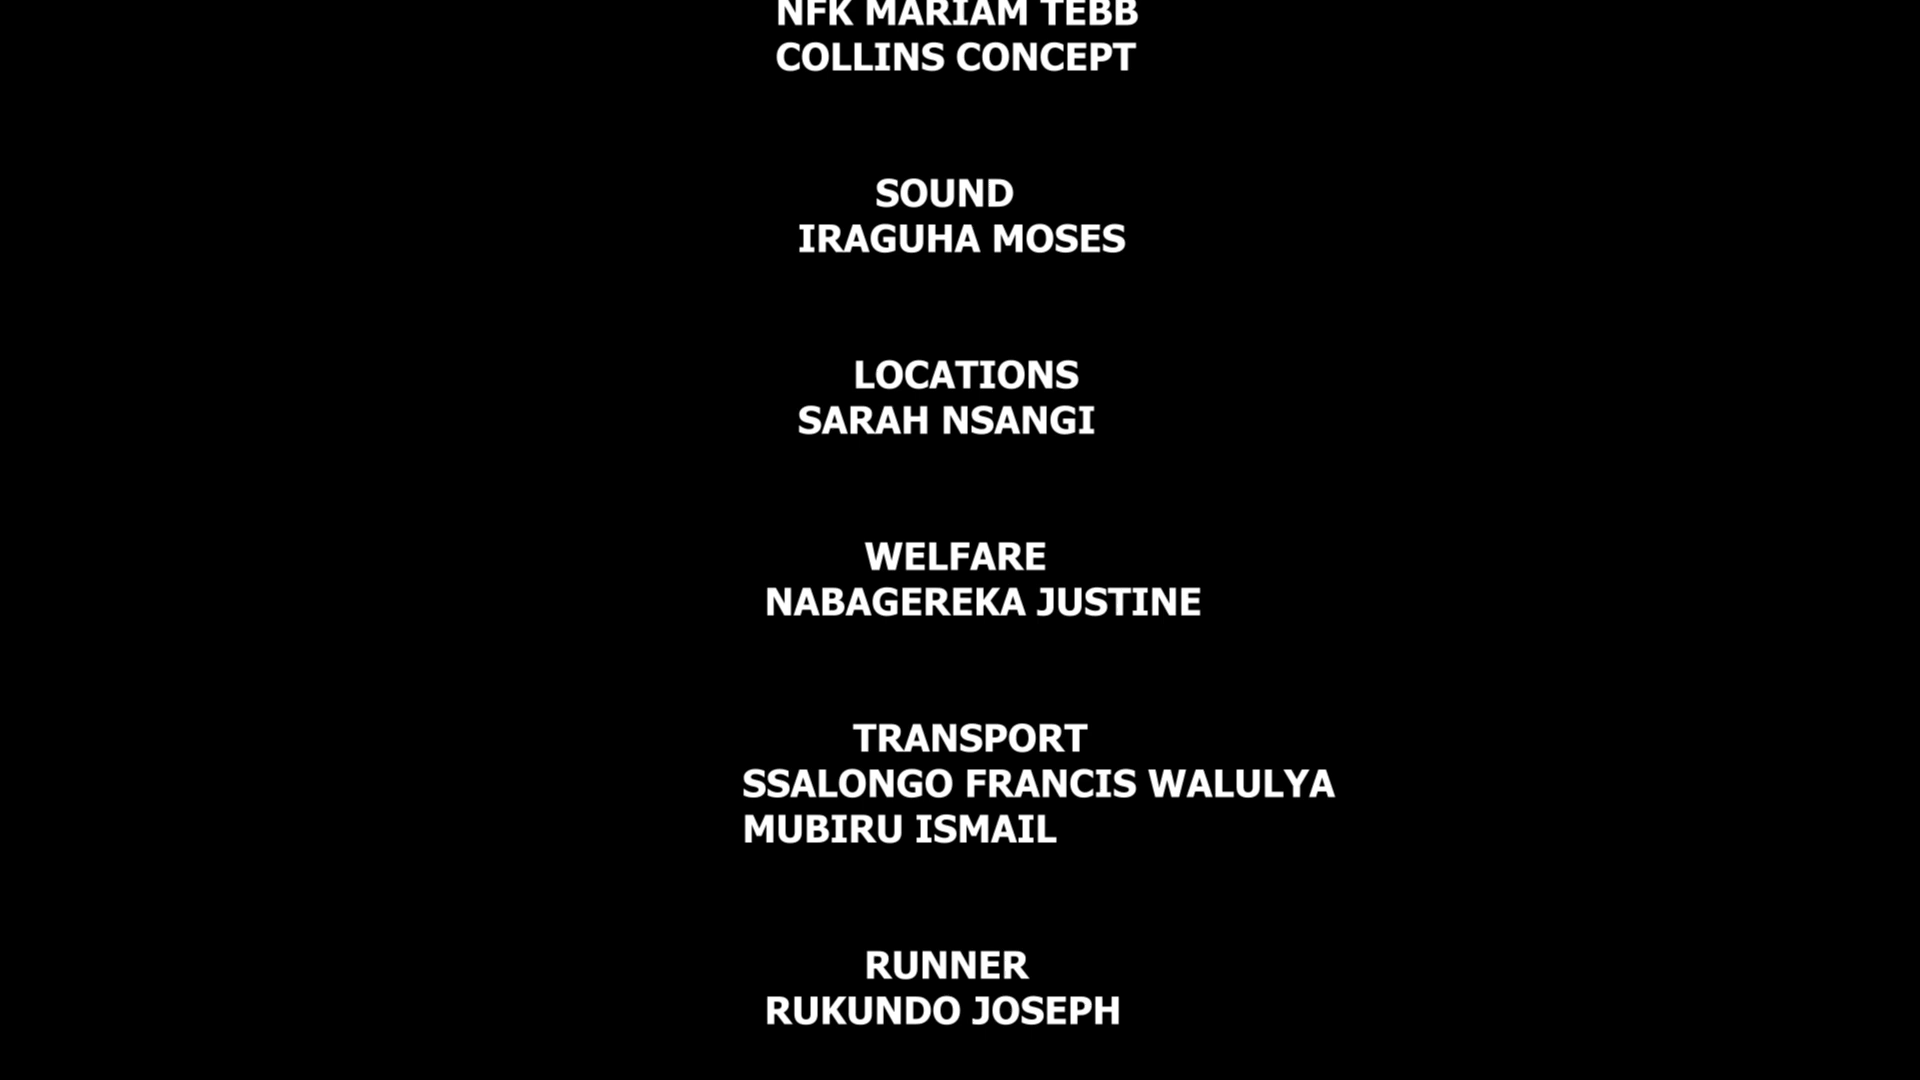 NFK MARIAM TEBB
COLLINS CONCEPT
SOUND
IRAGUHA MOSES
LOCATIONS
SARAH NSANGI
WELFARE
NABAGEREKA JUSTINE
TRANSPORT
SSALONGO FRANCIS WALULYA
MUBIRU ISMAIL
RUNNER
RUKUNDO JOSEPH